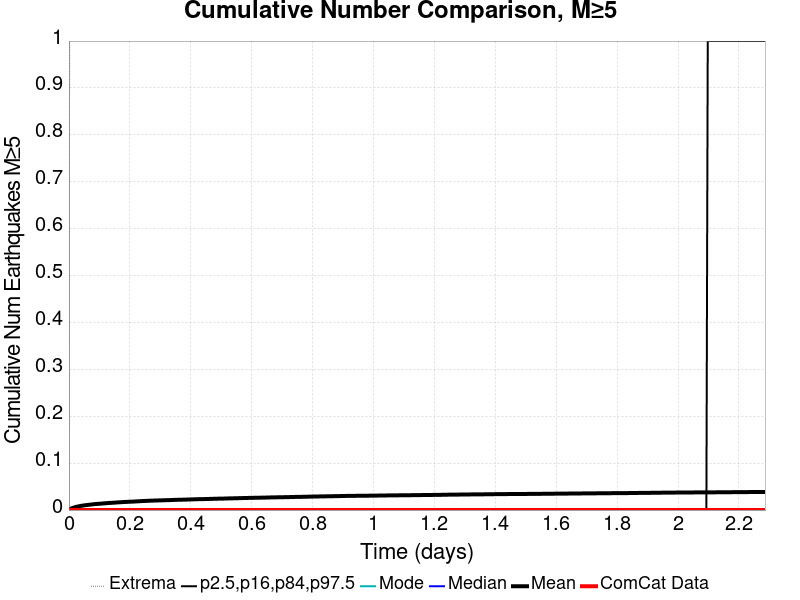 Cumulative Number Comparison, M≥5
Cumulative Num Earthquakes M≥5
1
0.9
0.8
0.7
0.6
0.5
0.4
0.3
0.2
0.1
0
0 0.2 0.4 0.6 0.8 1 1.2 1.4 1.6 1.8 2 2.2
Time (days)
Extrema p2.5,p16,p84,p97.5 Mode Median Mean ComCat Data